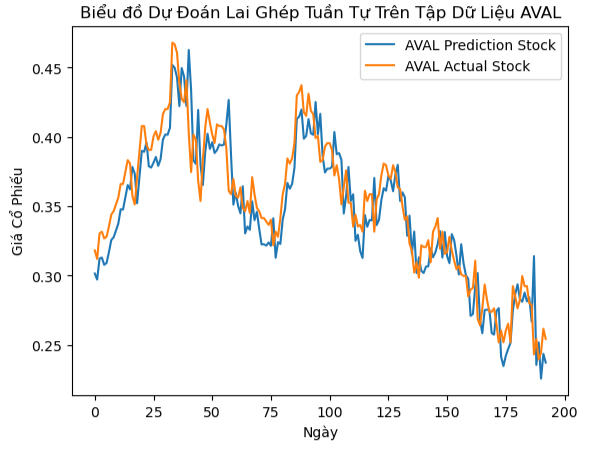 Biểu đồ Dự Đoán Lai Ghép Tuần Tự Trên Tập Dữ Liệu AVAL
AVAL Prediction Stock
AVAL Actual Stock
Giá Cổ Phiếu
0.45
0.40
0.35
0.30
0.25
0 25 50 75 100 125 150 175 200
Ngày